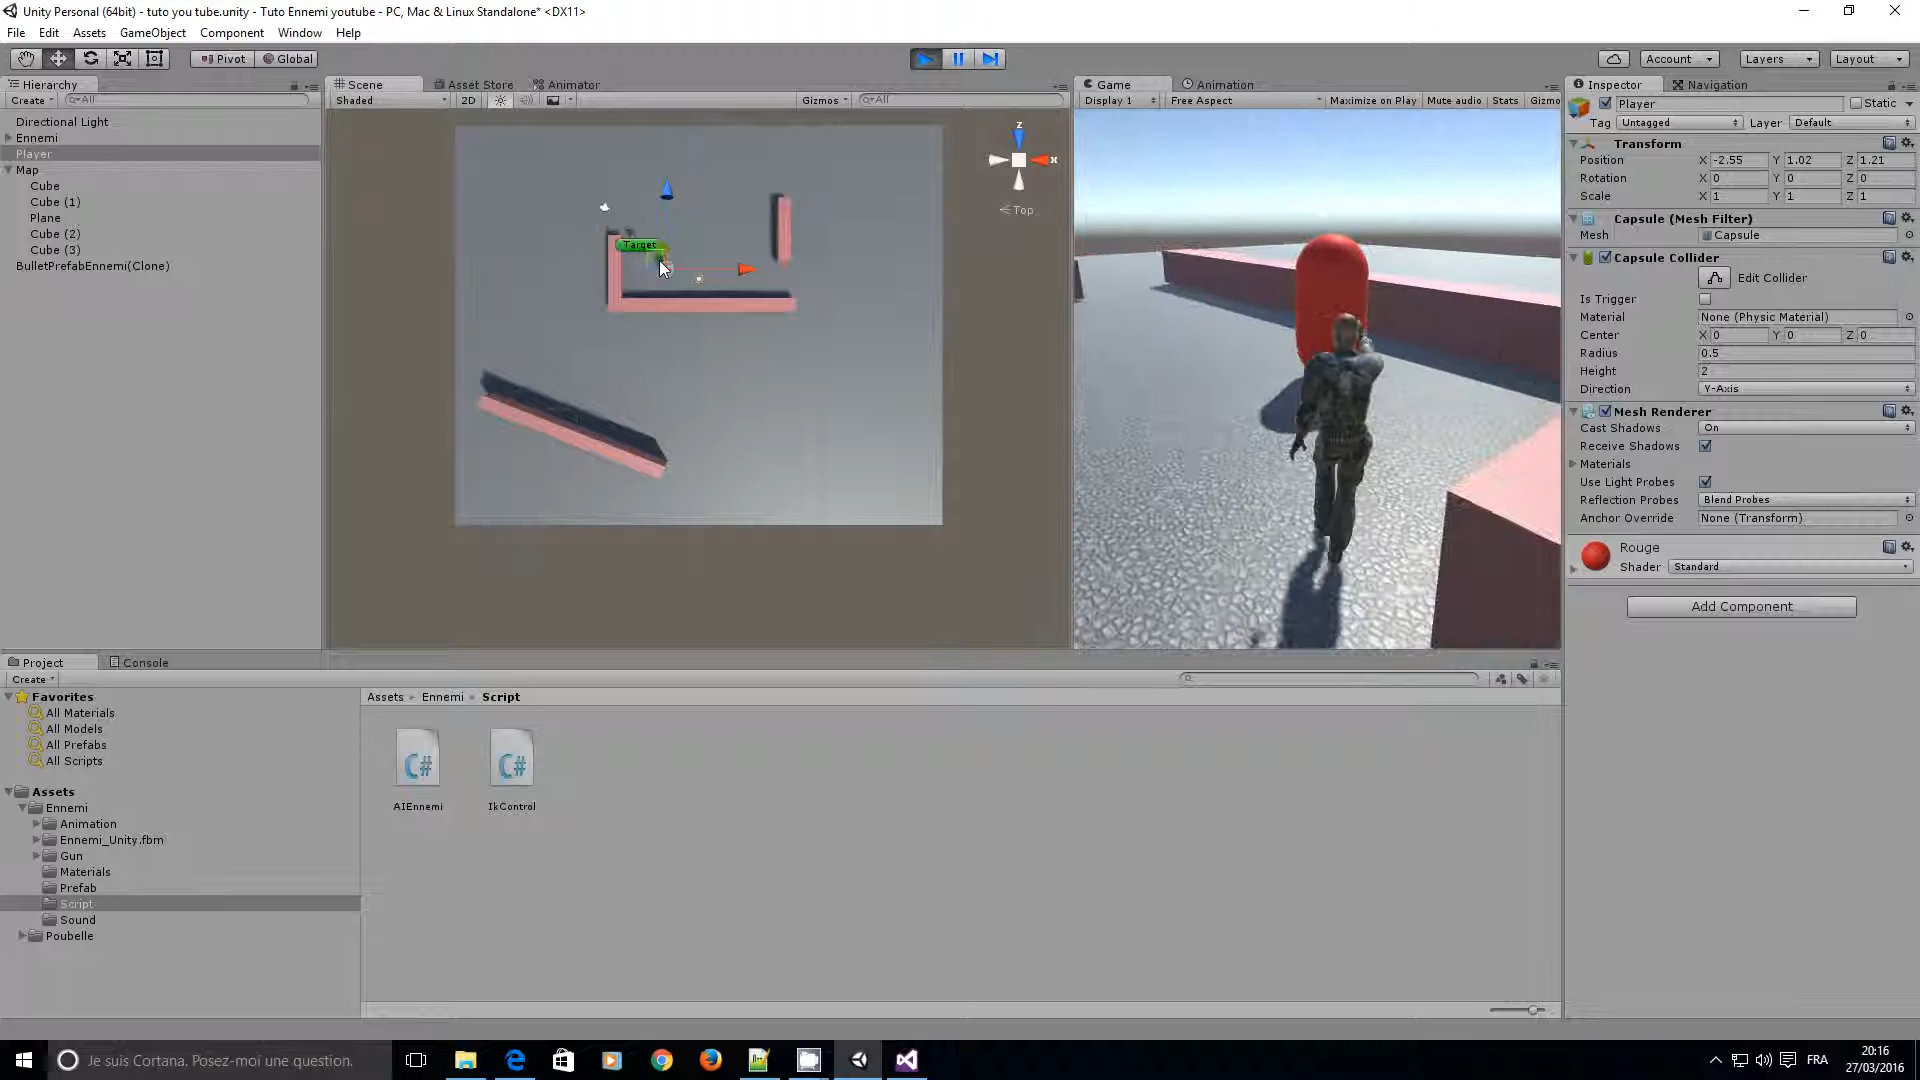 Unity Personal (64bit) - tuto you tube.unity - Tuto Ennemi youtube - PC, Mac & Linux Standalone* <DX11>
File Edit Assets GameObject Component Window Help
Pivot Global Account Layers Layout
Hierarchy Scene Asset Store Animator Game Animation Inspector Navigation
Create All Shaded 2D Gizmos All Display 1 Free Aspect Maximize on Play Mute audio Stats Gizmo
Player Static
Tag Untagged Layer Default
Directional Light
Ennemi
Player
Map
Cube
Cube (1)
Plane
Cube (2)
Cube (3)
BulletPrefabEnnemi(Clone)
z
x
Top
Target
Transform
Position X -2.55 Y 1.02 Z 1.21
Rotation X 0 Y 0 Z 0
Scale X 1 Y 1 Z 1
Capsule (Mesh Filter)
Mesh Capsule
Capsule Collider
Edit Collider
Is Trigger
Material None (Physic Material)
Center X 0 Y 0 Z 0
Radius 0.5
Height 2
Direction Y-Axis
Mesh Renderer
Cast Shadows On
Receive Shadows
Materials
Use Light Probes
Reflection Probes Blend Probes
Anchor Override None (Transform)
Rouge
Shader Standard
Add Component
Project Console
Create
Favorites
All Materials
All Models
All Prefabs
All Scripts
Assets
Ennemi
Animation
Ennemi_Unity.fbm
Gun
Materials
Prefab
Script
Sound
Poubelle
Assets Ennemi Script
C# C#
AIEnnemi IkControl
Je suis Cortana. Posez-moi une question.
FRA
20:16
27/03/2016